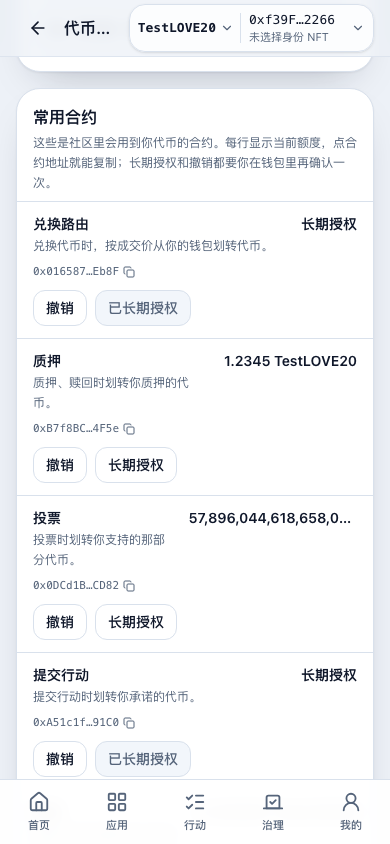 代币...
TestLOVE20
0xf39F…2266
未选择身份 NFT
常用合约
这些是社区里会用到你代币的合约。每行显示当前额度，点合
约地址就能复制；长期授权和撤销都要你在钱包里再确认一
次。
兑换路由
长期授权
兑换代币时，按成交价从你的钱包划转代币。
0x016587…Eb8F
撤销
已长期授权
质押
1.2345 TestLOVE20
质押、赎回时划转你质押的代
币。
0xB7f8BC…4F5e
撤销
长期授权
投票
57,896,044,618,658,0...
投票时划转你支持的那部
分代币。
0x0DCd1B…CD82
撤销
长期授权
提交行动
长期授权
提交行动时划转你承诺的代币。
0xA51c1f…91C0
撤销
已长期授权
首页
应用
行动
治理
我的